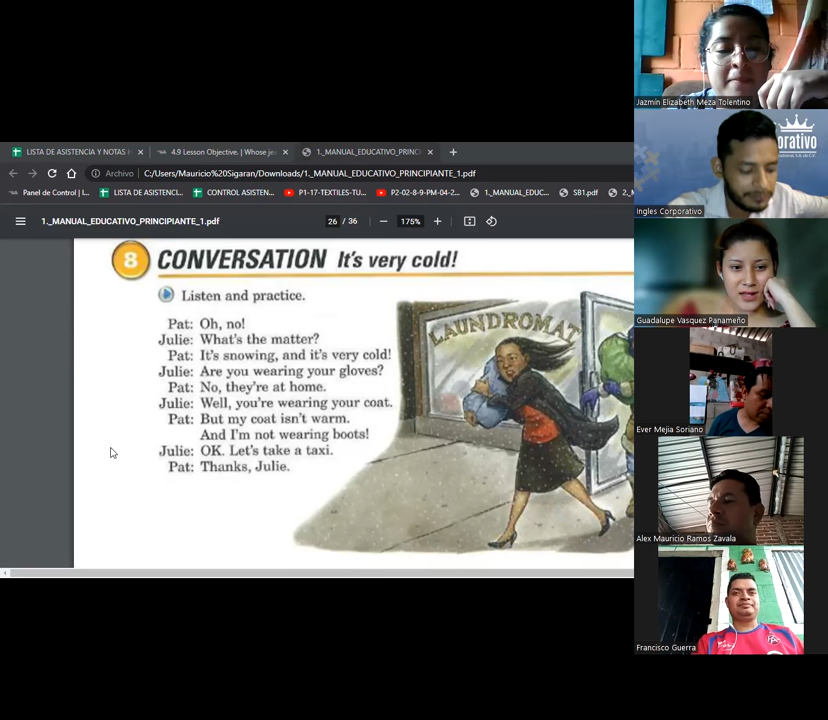 LISTA DE ASISTENCIA Y NOTAS
4.9 Lesson Objective. | Whose je
1._MANUAL_EDUCATIVO_PRINCI
Archivo
C:/Users/Mauricio%20Sigaran/Downloads/1._MANUAL_EDUCATIVO_PRINCIPIANTE_1.pdf
Panel de Control | I...
LISTA DE ASISTENCI...
CONTROL ASISTEN...
P1-17-TEXTILES-TU...
P2-02-8-9-PM-04-2...
1._MANUAL_EDUC...
SB1.pdf
2._
1._MANUAL_EDUCATIVO_PRINCIPIANTE_1.pdf
26 / 36
175%
8 CONVERSATION It's very cold!
Listen and practice.
Pat: Oh, no!
Julie: What's the matter?
Pat: It's snowing, and it's very cold!
Julie: Are you wearing your gloves?
Pat: No, they're at home.
Julie: Well, you're wearing your coat.
Pat: But my coat isn't warm.
And I'm not wearing boots!
Julie: OK. Let's take a taxi.
Pat: Thanks, Julie.
LAUNDROMAT
Jazmín Elizabeth Meza Tolentino
orativo
Ingles Corporativo
Guadalupe Vasquez Panameño
Ever Mejia Soriano
Alex Mauricio Ramos Zavala
Francisco Guerra